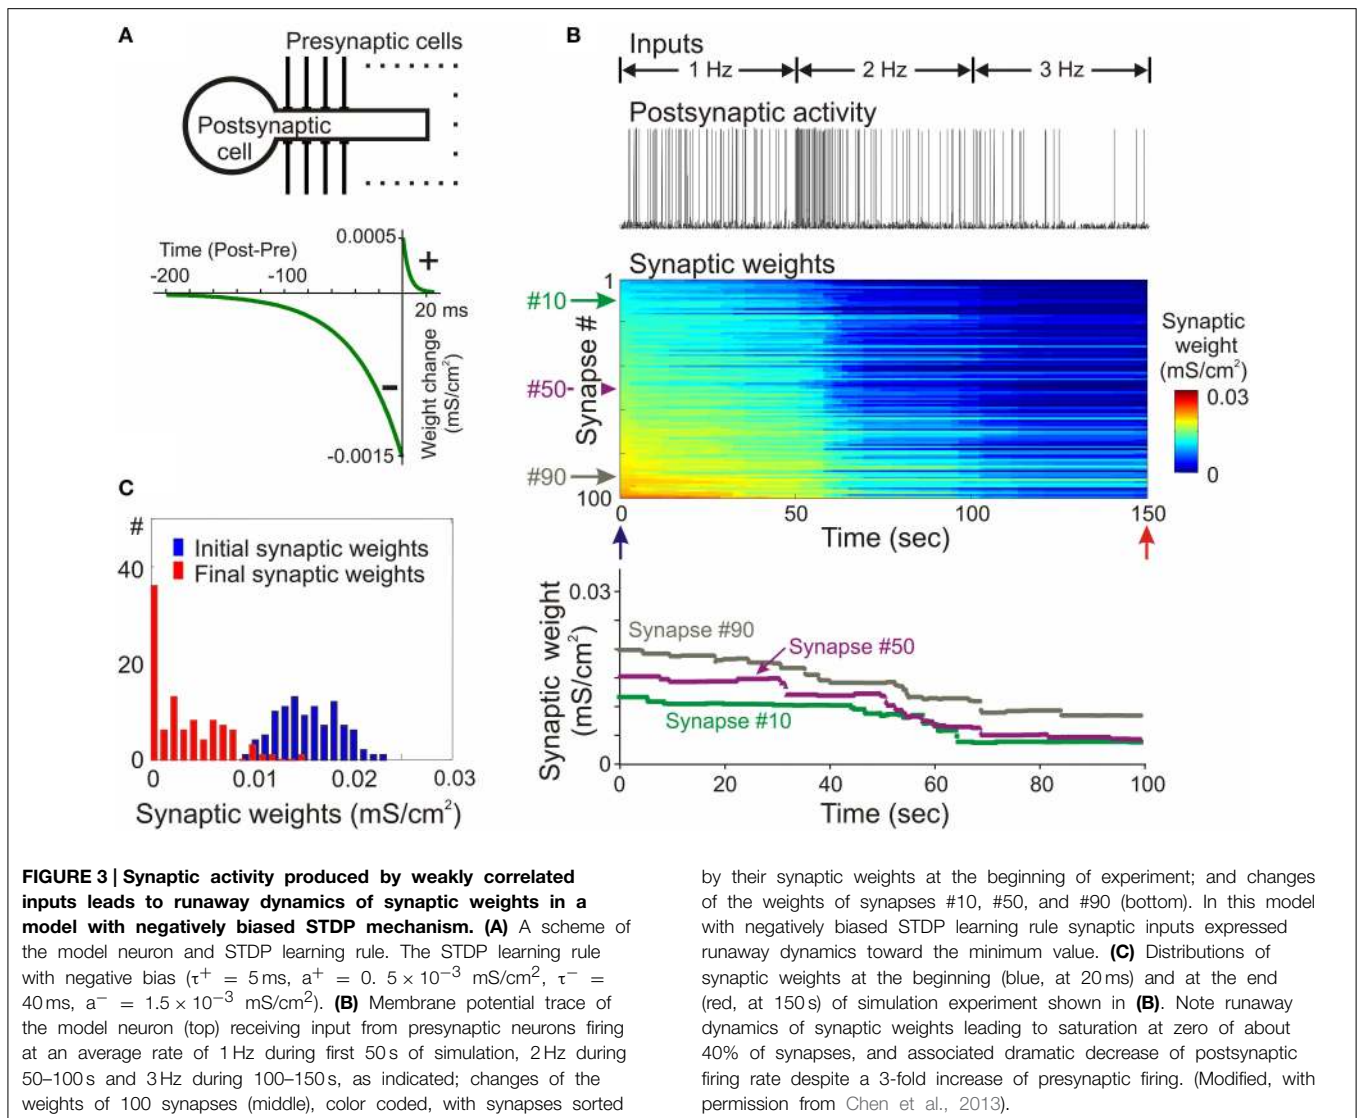 A
Presynaptic cells
Postsynaptic
cell
Time (Post-Pre)
0.0005
-200
-100
+
20 ms
−
Weight change
(mS/cm²)
-0.0015
B
Inputs
1 Hz
2 Hz
3 Hz
Postsynaptic activity
Synaptic weights
1
#10
#50
#90
100
Synapse #
0
50
100
150
Time (sec)
Synaptic
weight
(mS/cm²)
0.03
0
Synaptic weight
(mS/cm²)
0.03
0
Synapse #90
Synapse #50
Synapse #10
0
20
40
60
80
100
Time (sec)
C
#
Initial synaptic weights
Final synaptic weights
40
20
0
0
0.01
0.02
0.03
Synaptic weights (mS/cm²)
FIGURE 3 | Synaptic activity produced by weakly correlated
inputs leads to runaway dynamics of synaptic weights in a
model with negatively biased STDP mechanism. (A) A scheme of
the model neuron and STDP learning rule. The STDP learning rule
with negative bias (τ⁺ = 5 ms, a⁺ = 0. 5 × 10⁻³ mS/cm², τ⁻ =
40 ms, a⁻ = 1.5 × 10⁻³ mS/cm²). (B) Membrane potential trace of
the model neuron (top) receiving input from presynaptic neurons firing
at an average rate of 1 Hz during first 50 s of simulation, 2 Hz during
50–100 s and 3 Hz during 100–150 s, as indicated; changes of the
weights of 100 synapses (middle), color coded, with synapses sorted
by their synaptic weights at the beginning of experiment; and changes
of the weights of synapses #10, #50, and #90 (bottom). In this model
with negatively biased STDP learning rule synaptic inputs expressed
runaway dynamics toward the minimum value. (C) Distributions of
synaptic weights at the beginning (blue, at 20 ms) and at the end
(red, at 150 s) of simulation experiment shown in (B). Note runaway
dynamics of synaptic weights leading to saturation at zero of about
40% of synapses, and associated dramatic decrease of postsynaptic
firing rate despite a 3-fold increase of presynaptic firing. (Modified, with
permission from Chen et al., 2013).